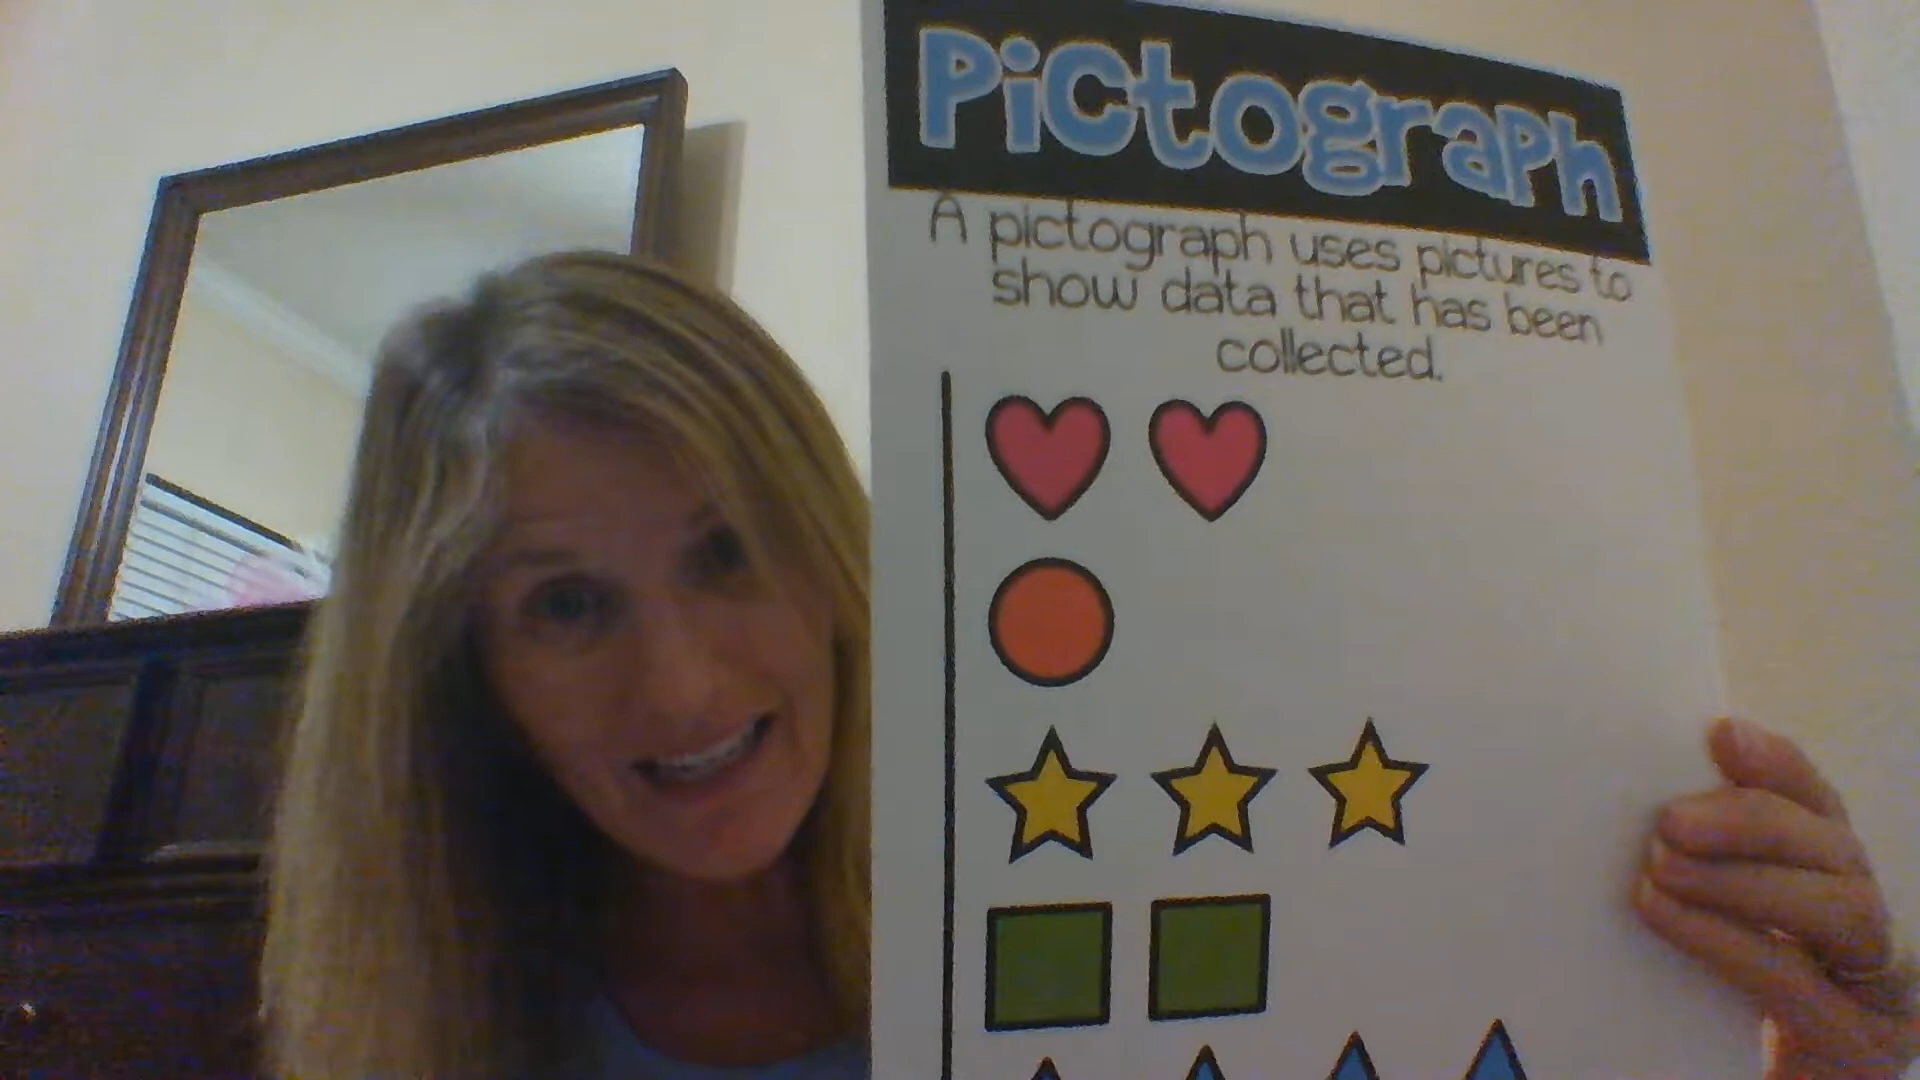 Pictograph
A pictograph uses pictures to
show data that has been
collected.